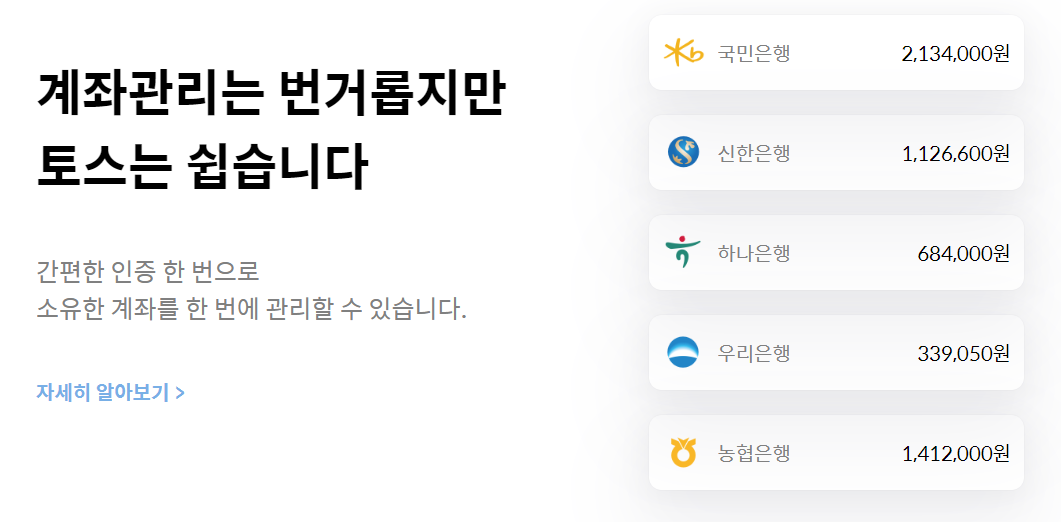 계좌관리는 번거롭지만
토스는 쉽습니다
간편한 인증 한 번으로
소유한 계좌를 한 번에 관리할 수 있습니다.
자세히 알아보기 >
국민은행 2,134,000원
신한은행 1,126,600원
하나은행 684,000원
우리은행 339,050원
농협은행 1,412,000원